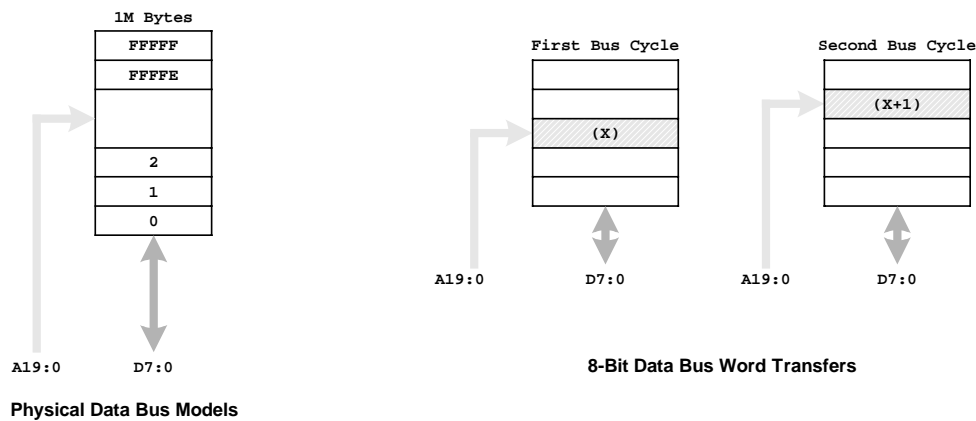 1M Bytes
FFFFF
FFFFE
2
1
0
A19:0
D7:0
Physical Data Bus Models
First Bus Cycle
(X)
A19:0
D7:0
Second Bus Cycle
(X+1)
A19:0
D7:0
8-Bit Data Bus Word Transfers